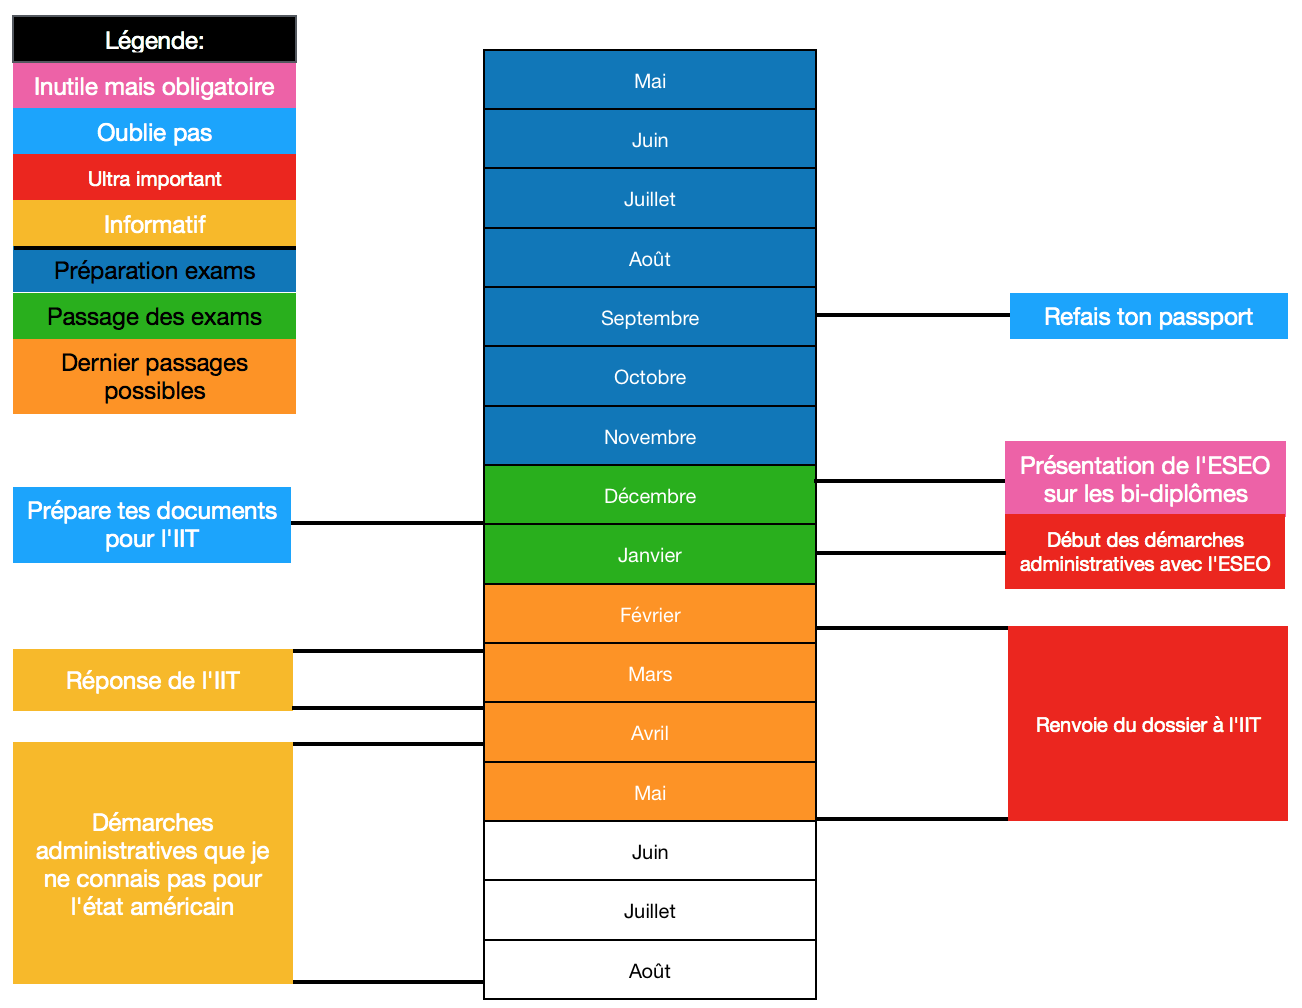 Légende:
Inutile mais obligatoire
Oublie pas
Ultra important
Informatif
Préparation exams
Passage des exams
Dernier passages
possibles
Prépare tes documents
pour l'IIT
Réponse de l'IIT
Démarches
administratives que je
ne connais pas pour
l'état américain
Mai
Juin
Juillet
Août
Septembre
Octobre
Novembre
Décembre
Janvier
Février
Mars
Avril
Mai
Juin
Juillet
Août
Refais ton passport
Présentation de l'ESEO
sur les bi-diplômes
Début des démarches
administratives avec l'ESEO
Renvoie du dossier à l'IIT